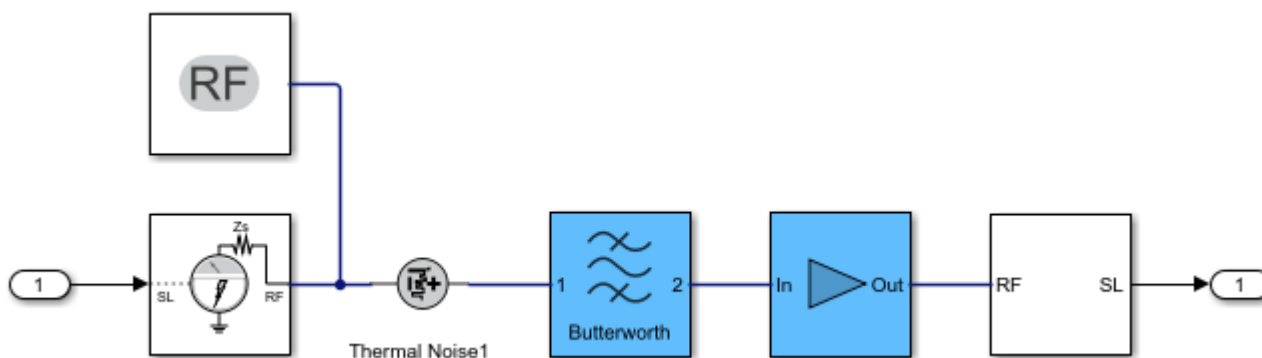 RF
1
SL
Zs
RF
Thermal Noise1
1
2
Butterworth
In
Out
RF
SL
1